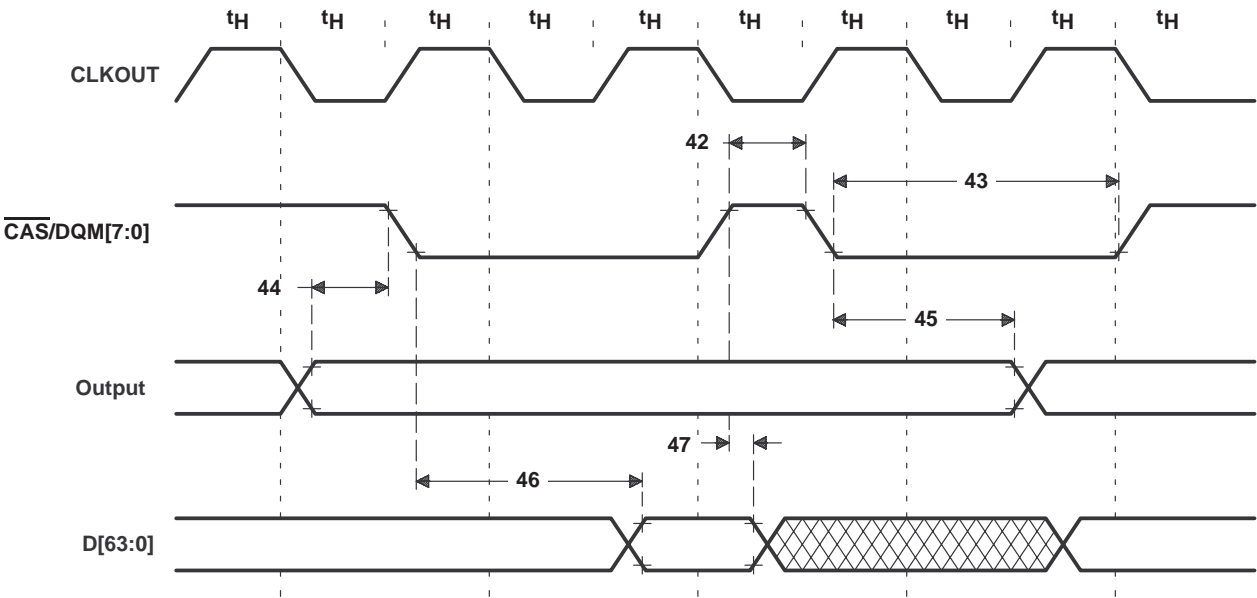 tH tH tH tH tH tH tH tH tH tH
CLKOUT
42
43
CAS/DQM[7:0]
44
45
Output
47
46
D[63:0]